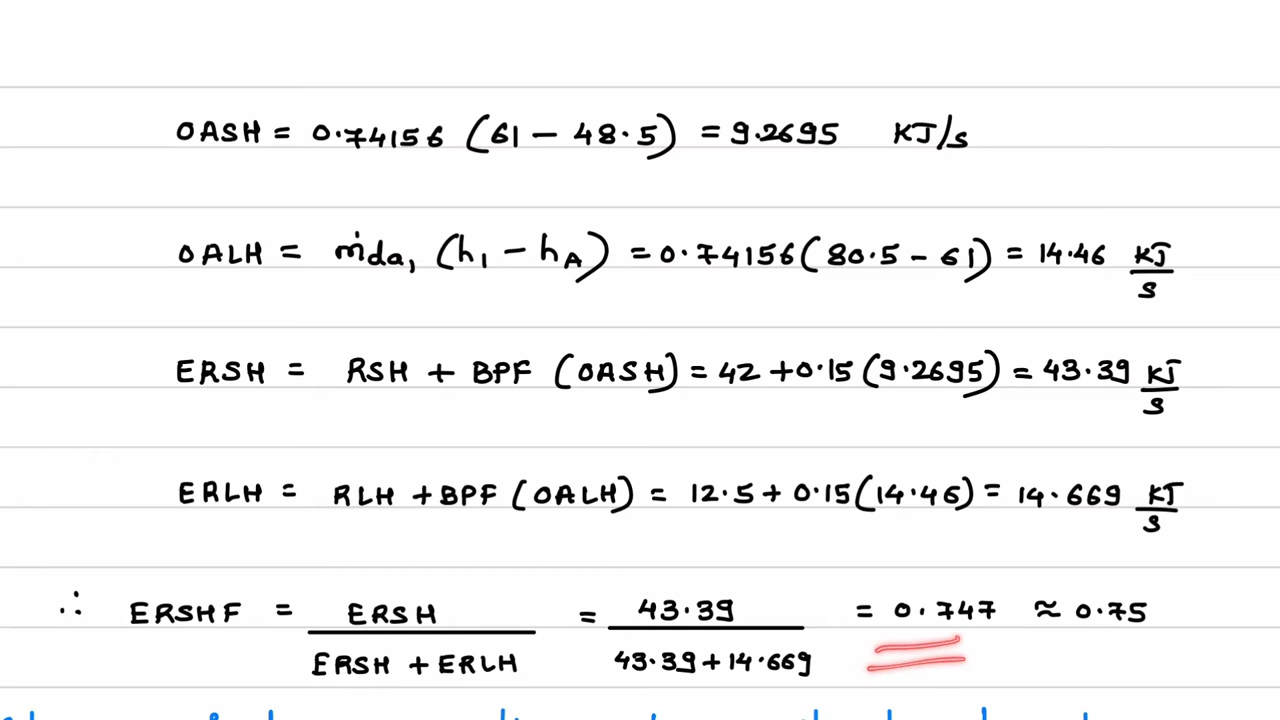 OASH = 0.74156 (61 - 48.5) = 9.2695 KJ/s
OALH = ṁda₁ (h₁ - hA) = 0.74156 (80.5 - 61) = 14.46 KJ/s
ERSH = RSH + BPF (OASH) = 42 + 0.15 (9.2695) = 43.39 KJ/s
ERLH = RLH + BPF (OALH) = 12.5 + 0.15 (14.46) = 14.669 KJ/s
∴ ERSHF = ERSH / (ERSH + ERLH) = 43.39 / (43.39 + 14.669) = 0.747 ≈ 0.75